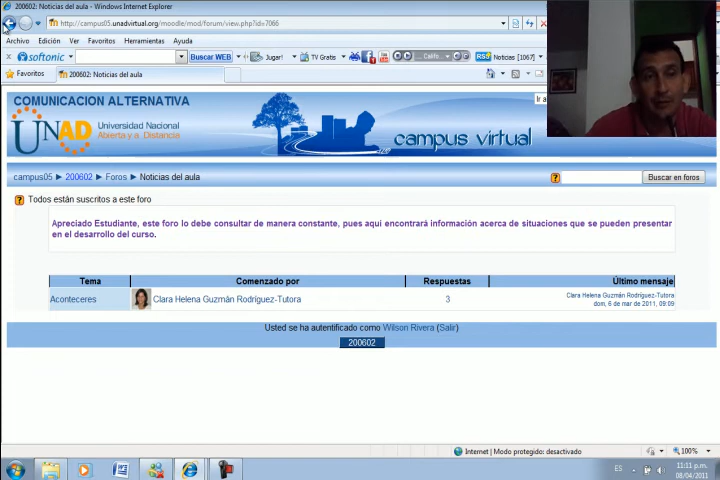 200602: Noticias del aula - Windows Internet Explorer
http://campus05.unadvirtual.org/moodle/mod/forum/view.php?id=7066
Archivo Edición Ver Favoritos Herramientas Ayuda
softonic Buscar WEB Jugar! TV Gratis Noticias [1067]
Favoritos 200602: Noticias del aula
COMUNICACION ALTERNATIVA
Ir a
UNAD Universidad Nacional
Abierta y a Distancia
campus virtual
campus05 ► 200602 ► Foros ► Noticias del aula
Buscar en foros
Todos están suscritos a este foro
Apreciado Estudiante, este foro lo debe consultar de manera constante, pues aqui encontrará información acerca de situaciones que se pueden presentar
en el desarrollo del curso.
Tema Comenzado por Respuestas Último mensaje
Aconteceres Clara Helena Guzmán Rodríguez-Tutora 3 Clara Helena Guzmán Rodríguez-Tutora
dom, 6 de mar de 2011, 09:09
Usted se ha autentificado como Wilson Rivera (Salir)
200602
Internet | Modo protegido: desactivado
100%
ES
11:11 p.m.
08/04/2011